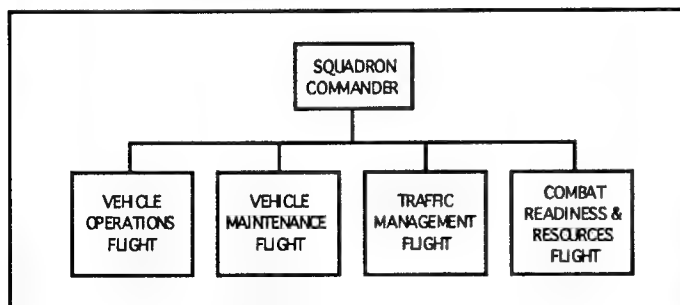 SQUADRON
COMMANDER
VEHICLE
OPERATIONS
FLIGHT
VEHICLE
MAINTENANCE
FLIGHT
TRAFFIC
MANAGEMENT
FLIGHT
COMBAT
READINESS &
RESOURCES
FLIGHT